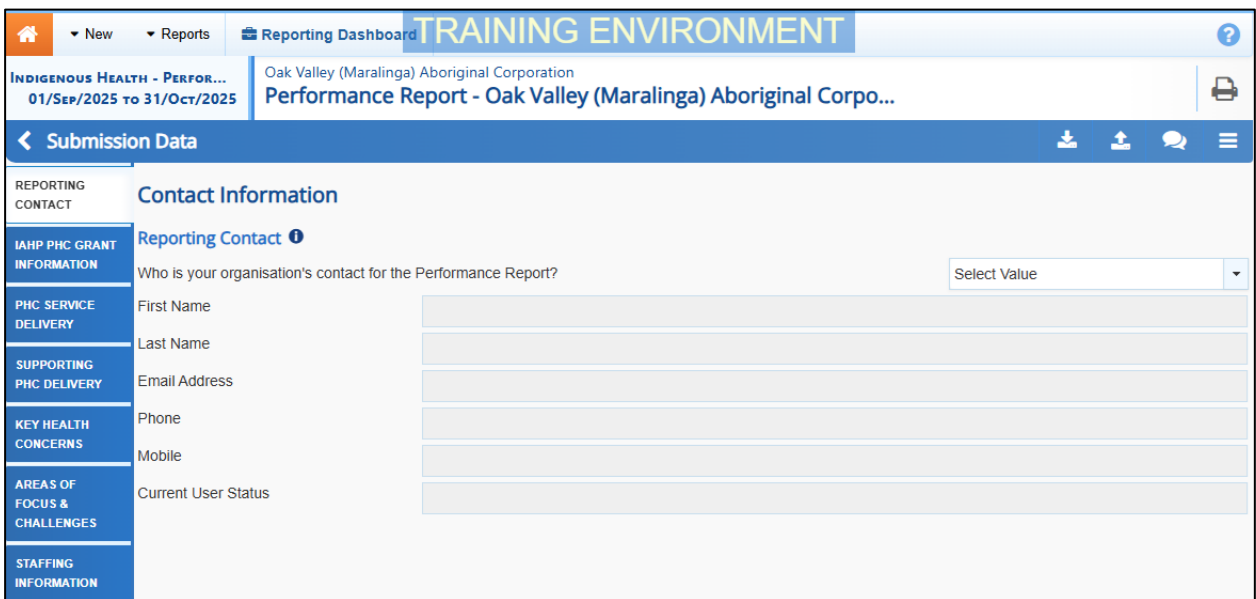 New
Reports
Reporting Dashboard
TRAINING ENVIRONMENT
Indigenous Health - Perfor...
01/Sep/2025 to 31/Oct/2025
Oak Valley (Maralinga) Aboriginal Corporation
Performance Report - Oak Valley (Maralinga) Aboriginal Corpo...
Submission Data
REPORTING
CONTACT
IAHP PHC GRANT
INFORMATION
PHC SERVICE
DELIVERY
SUPPORTING
PHC DELIVERY
KEY HEALTH
CONCERNS
AREAS OF
FOCUS &
CHALLENGES
STAFFING
INFORMATION
Contact Information
Reporting Contact
Who is your organisation's contact for the Performance Report?
Select Value
First Name
Last Name
Email Address
Phone
Mobile
Current User Status